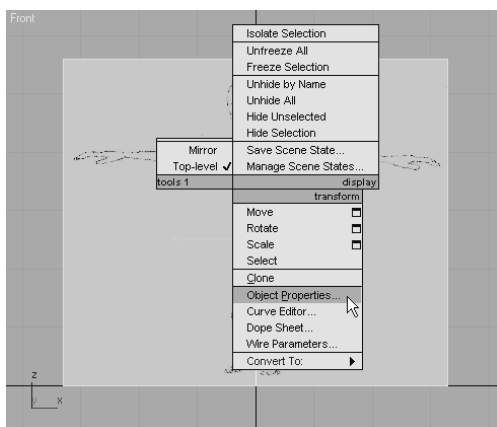 Front
Isolate Selection
Unfreeze All
Freeze Selection
Unhide by Name
Unhide All
Hide Unselected
Hide Selection
Mirror
Save Scene State...
Top-level ✓
Manage Scene States...
tools 1
display
transform
Move
Rotate
Scale
Select
Clone
Object Properties...
Curve Editor...
Dope Sheet...
Wire Parameters...
Convert To:
z
y x